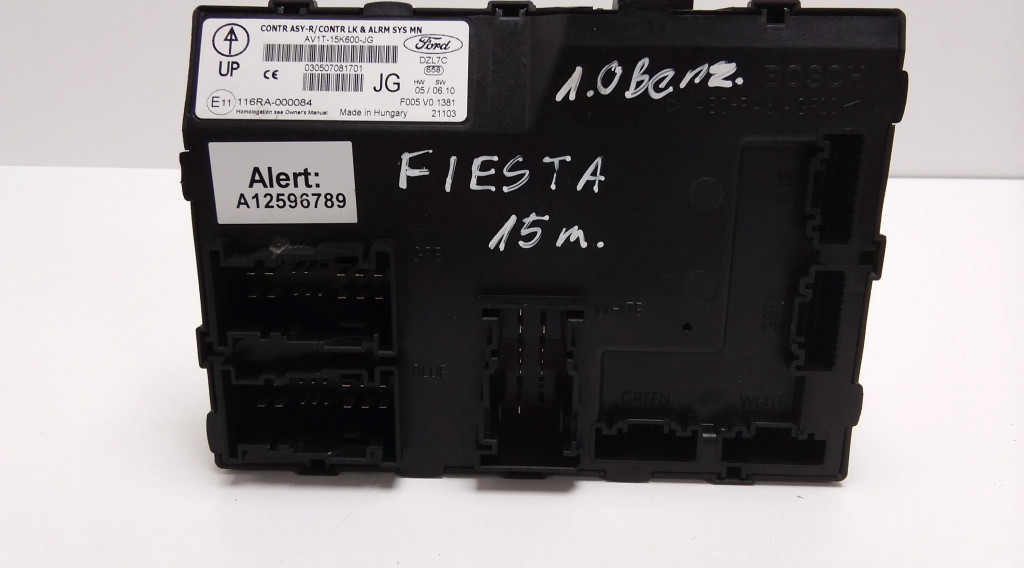 CONTR ASY-R/CONTR LK & ALRM SYS MN
AV1T-15K600-JG
Ford
UP
030507081701
CE
JG
DZL7C
658
HW SW
05 / 06.10
E11 116RA-000084
F005 V0 1381
Homologation see Owner's Manual
Made in Hungary
21103
1.0 Benz.
BOSCH
Alert:
A12596789
FIESTA
15 m.
WHITE
BLUE
GREEN
WHITE